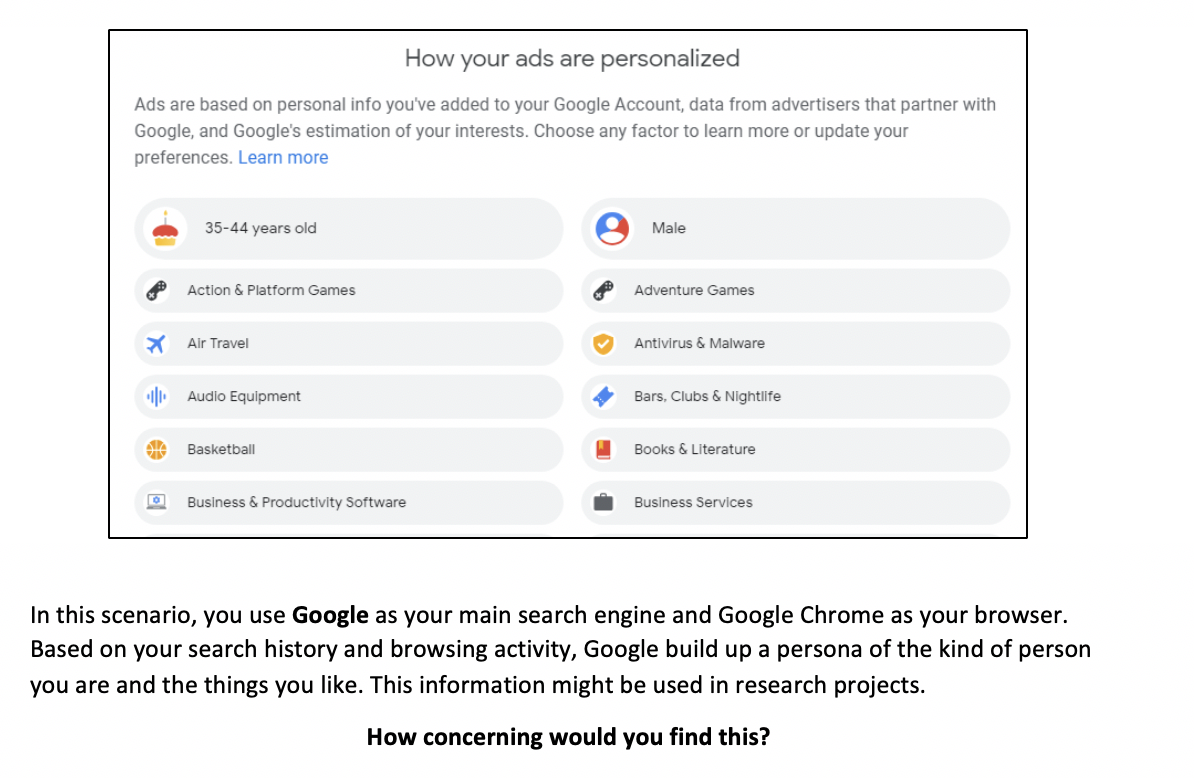 How your ads are personalized
Ads are based on personal info you've added to your Google Account, data from advertisers that partner with
Google, and Google's estimation of your interests. Choose any factor to learn more or update your
preferences. Learn more
35-44 years old
Male
Action & Platform Games
Adventure Games
Air Travel
Antivirus & Malware
Audio Equipment
Bars, Clubs & Nightlife
Basketball
Books & Literature
Business & Productivity Software
Business Services
In this scenario, you use Google as your main search engine and Google Chrome as your browser.
Based on your search history and browsing activity, Google build up a persona of the kind of person
you are and the things you like. This information might be used in research projects.
How concerning would you find this?